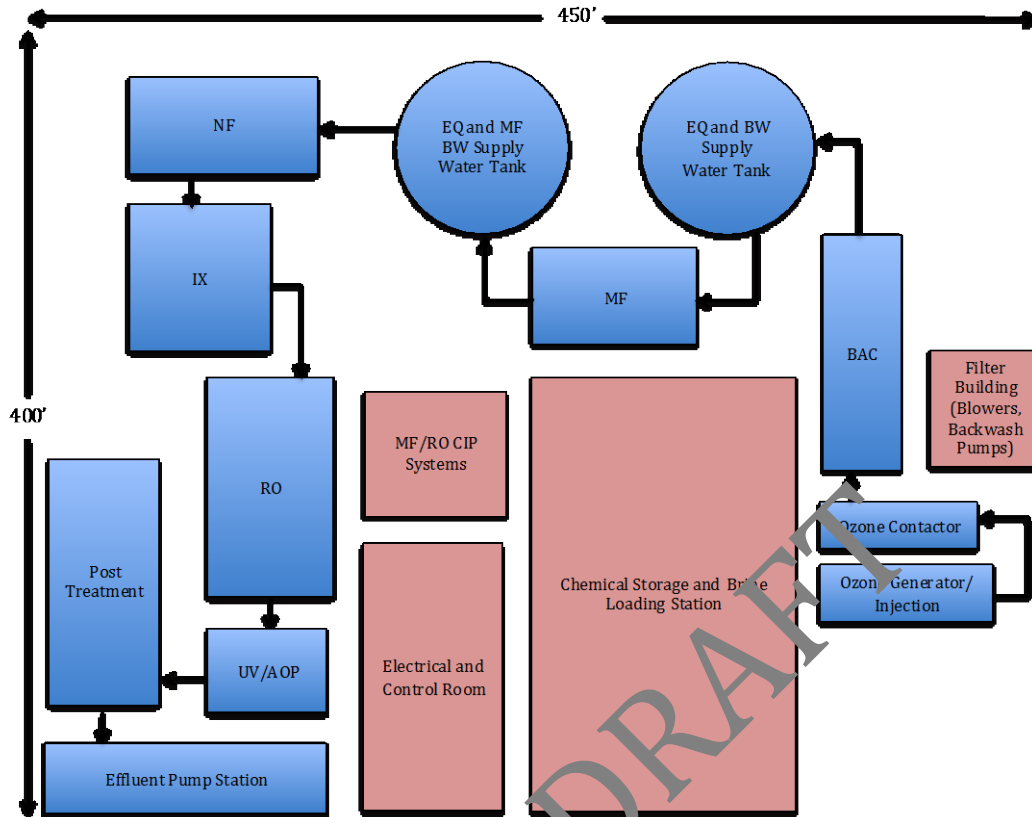 450'
400'
NF
EQ and MF
BW Supply
Water Tank
EQ and BW
Supply
Water Tank
IX
MF
BAC
Filter
Building
(Blowers,
Backwash
Pumps)
MF/RO CIP
Systems
RO
Ozone Contactor
Post
Treatment
Chemical Storage and Brine
Loading Station
Ozone Generator/
Injection
UV/AOP
Electrical and
Control Room
Effluent Pump Station
DRAFT